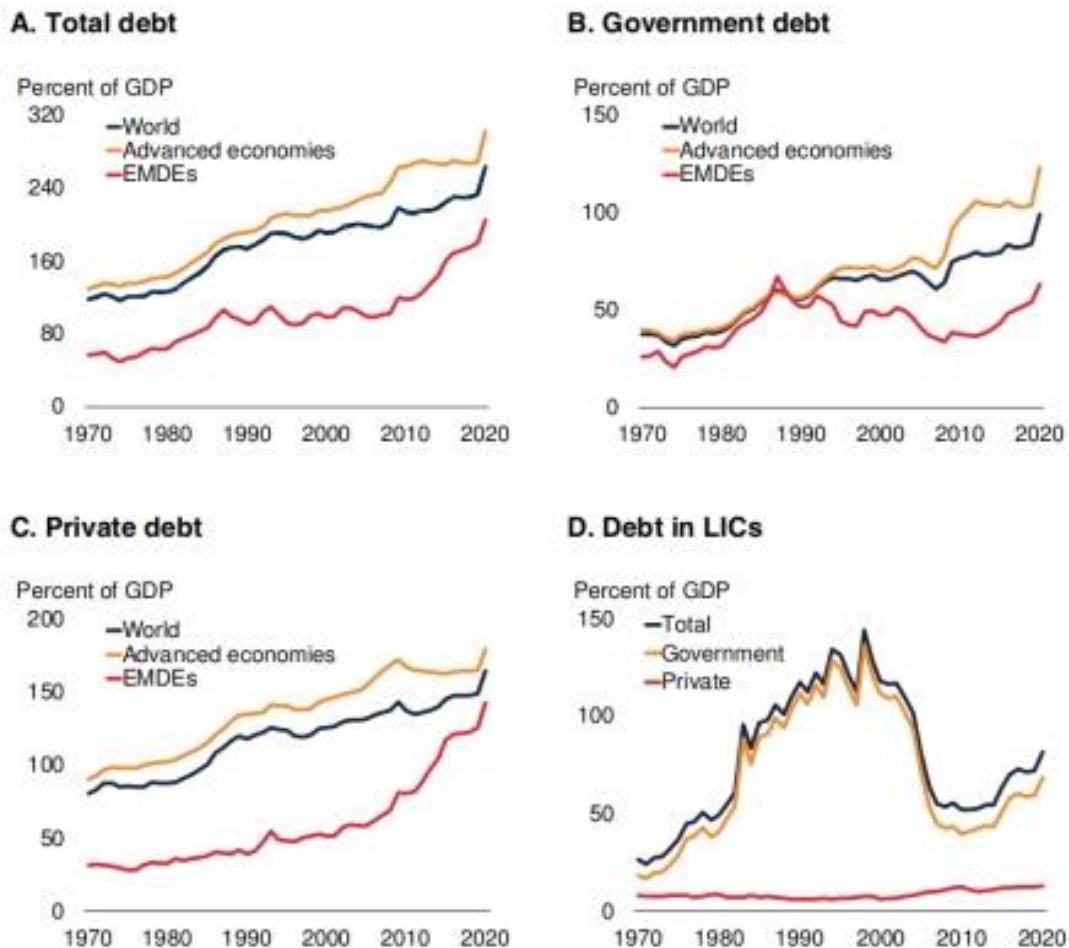 A. Total debt
Percent of GDP
320
World
Advanced economies
EMDEs
240
160
80
0
1970 1980 1990 2000 2010 2020
B. Government debt
Percent of GDP
150
World
Advanced economies
EMDEs
100
50
0
1970 1980 1990 2000 2010 2020
C. Private debt
Percent of GDP
200
World
Advanced economies
EMDEs
150
100
50
0
1970 1980 1990 2000 2010 2020
D. Debt in LICs
Percent of GDP
150
Total
Government
Private
100
50
0
1970 1980 1990 2000 2010 2020